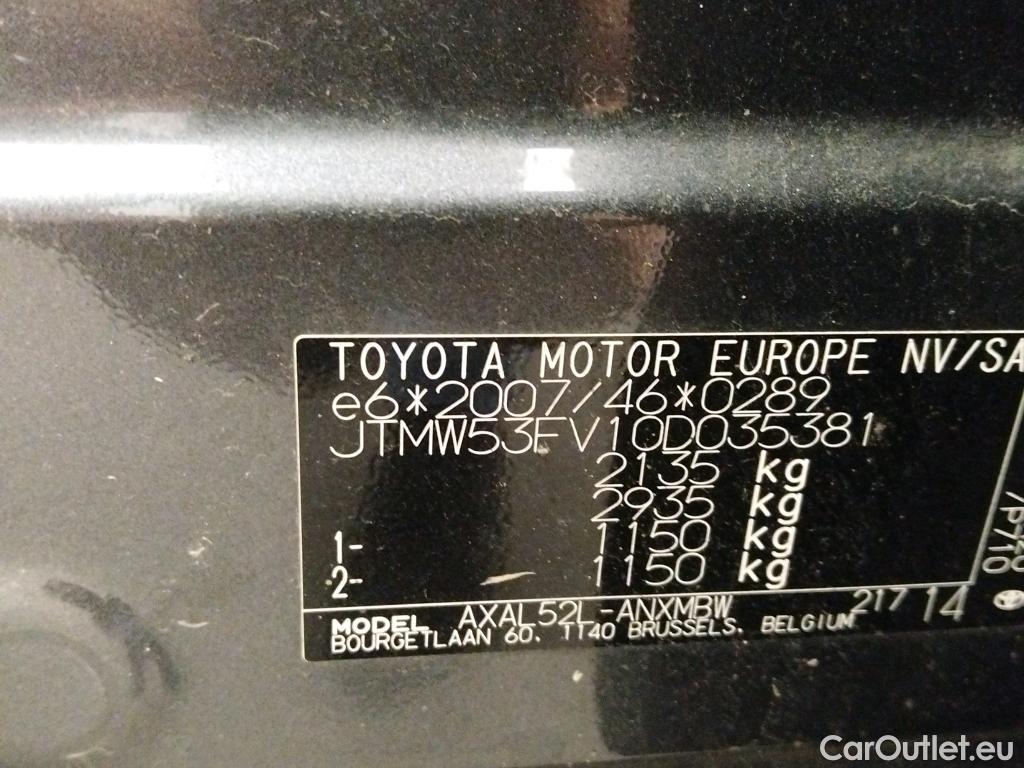 TOYOTA MOTOR EUROPE NV/SA
e6*2007/46*0289
JTMW53FV10D035381
2135 kg
2935 kg
1- 1150 kg
2- 1150 kg
MODEL AXAL52L-ANXMBW 217 14
BOURGETLAAN 60. 1140 BRUSSELS. BELGIUM
/P710
CarOutlet.eu